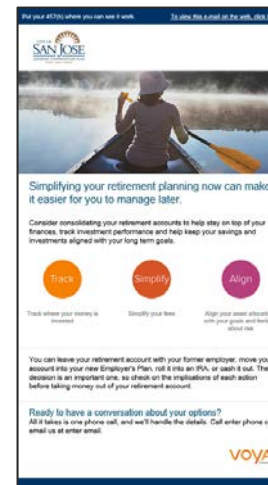 Put your 457(b) where you can see it work. To view this e-mail on the web, click
CITY OF
SAN JOSE
Simplifying your retirement planning now can make
it easier for you to manage later.
Consider consolidating your retirement accounts to help stay on top of your
finances, track investment performance and help keep your savings and
investments aligned with your long term goals.
Track Simplify Align
Track where your money is Simplify your fees Align your asset allocation
invested with your goals and feelings
about risk
You can leave your retirement account with your former employer, move your
account into your new Employer's Plan, roll it into an IRA, or cash it out. The
decision is an important one, so check on the implications of each action
before taking money out of your retirement account.
Ready to have a conversation about your options?
All it takes is one phone call, and we'll handle the details. Call enter phone or
email us at enter email.
VOYA